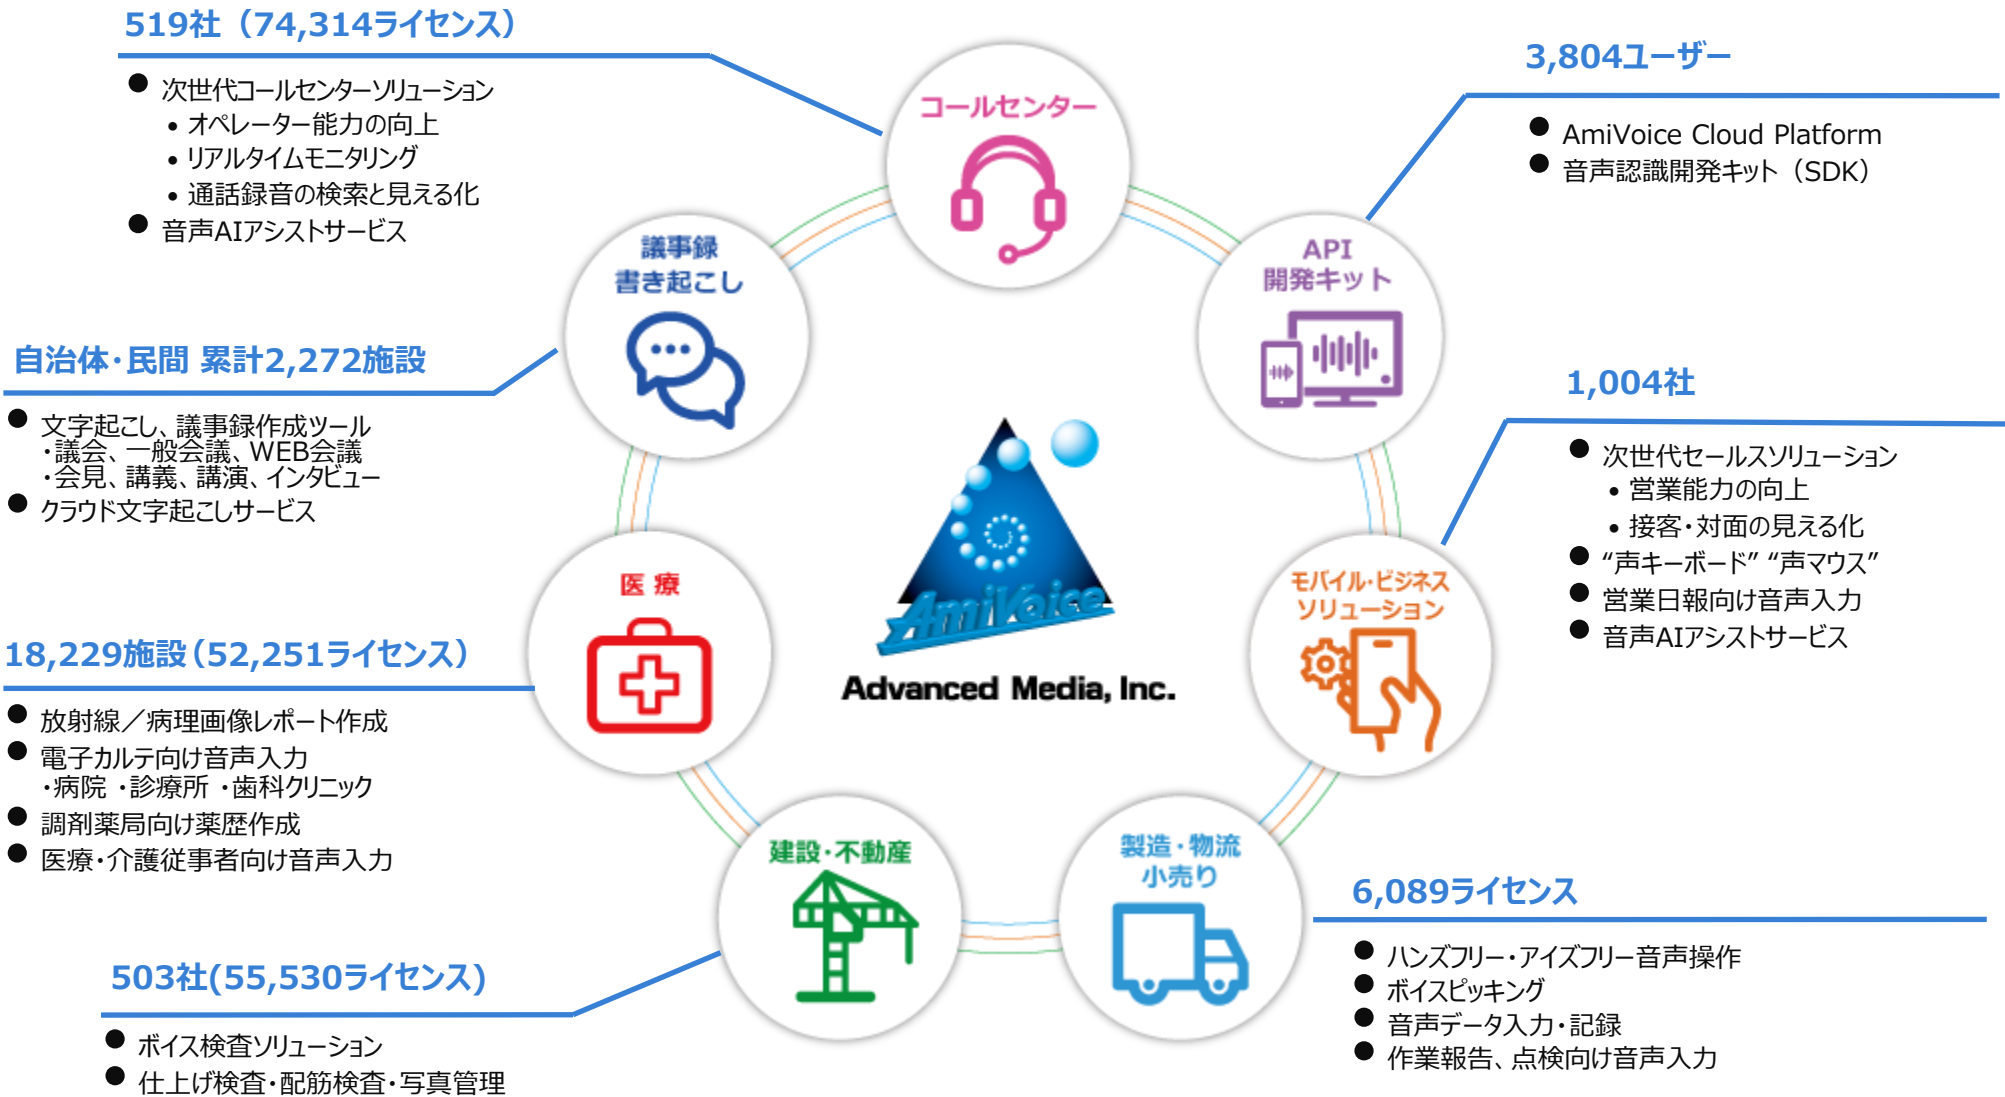 519社（74,314ライセンス）
● 次世代コールセンターソリューション
• オペレーター能力の向上
• リアルタイムモニタリング
• 通話録音の検索と見える化
● 音声AIアシストサービス
コールセンター
3,804ユーザー
● AmiVoice Cloud Platform
● 音声認識開発キット（SDK）
API
開発キット
議事録
書き起こし
自治体・民間 累計2,272施設
● 文字起こし、議事録作成ツール
・議会、一般会議、WEB会議
・会見、講義、講演、インタビュー
● クラウド文字起こしサービス
1,004社
● 次世代セールスソリューション
• 営業能力の向上
• 接客・対面の見える化
● “声キーボード” “声マウス”
● 営業日報向け音声入力
● 音声AIアシストサービス
モバイル・ビジネス
ソリューション
AmiVoice
Advanced Media, Inc.
医療
18,229施設（52,251ライセンス）
● 放射線／病理画像レポート作成
● 電子カルテ向け音声入力
・病院 ・診療所 ・歯科クリニック
● 調剤薬局向け薬歴作成
● 医療・介護従事者向け音声入力
建設・不動産
503社(55,530ライセンス)
● ボイス検査ソリューション
● 仕上げ検査・配筋検査・写真管理
製造・物流
小売り
6,089ライセンス
● ハンズフリー・アイズフリー音声操作
● ボイスピッキング
● 音声データ入力・記録
● 作業報告、点検向け音声入力